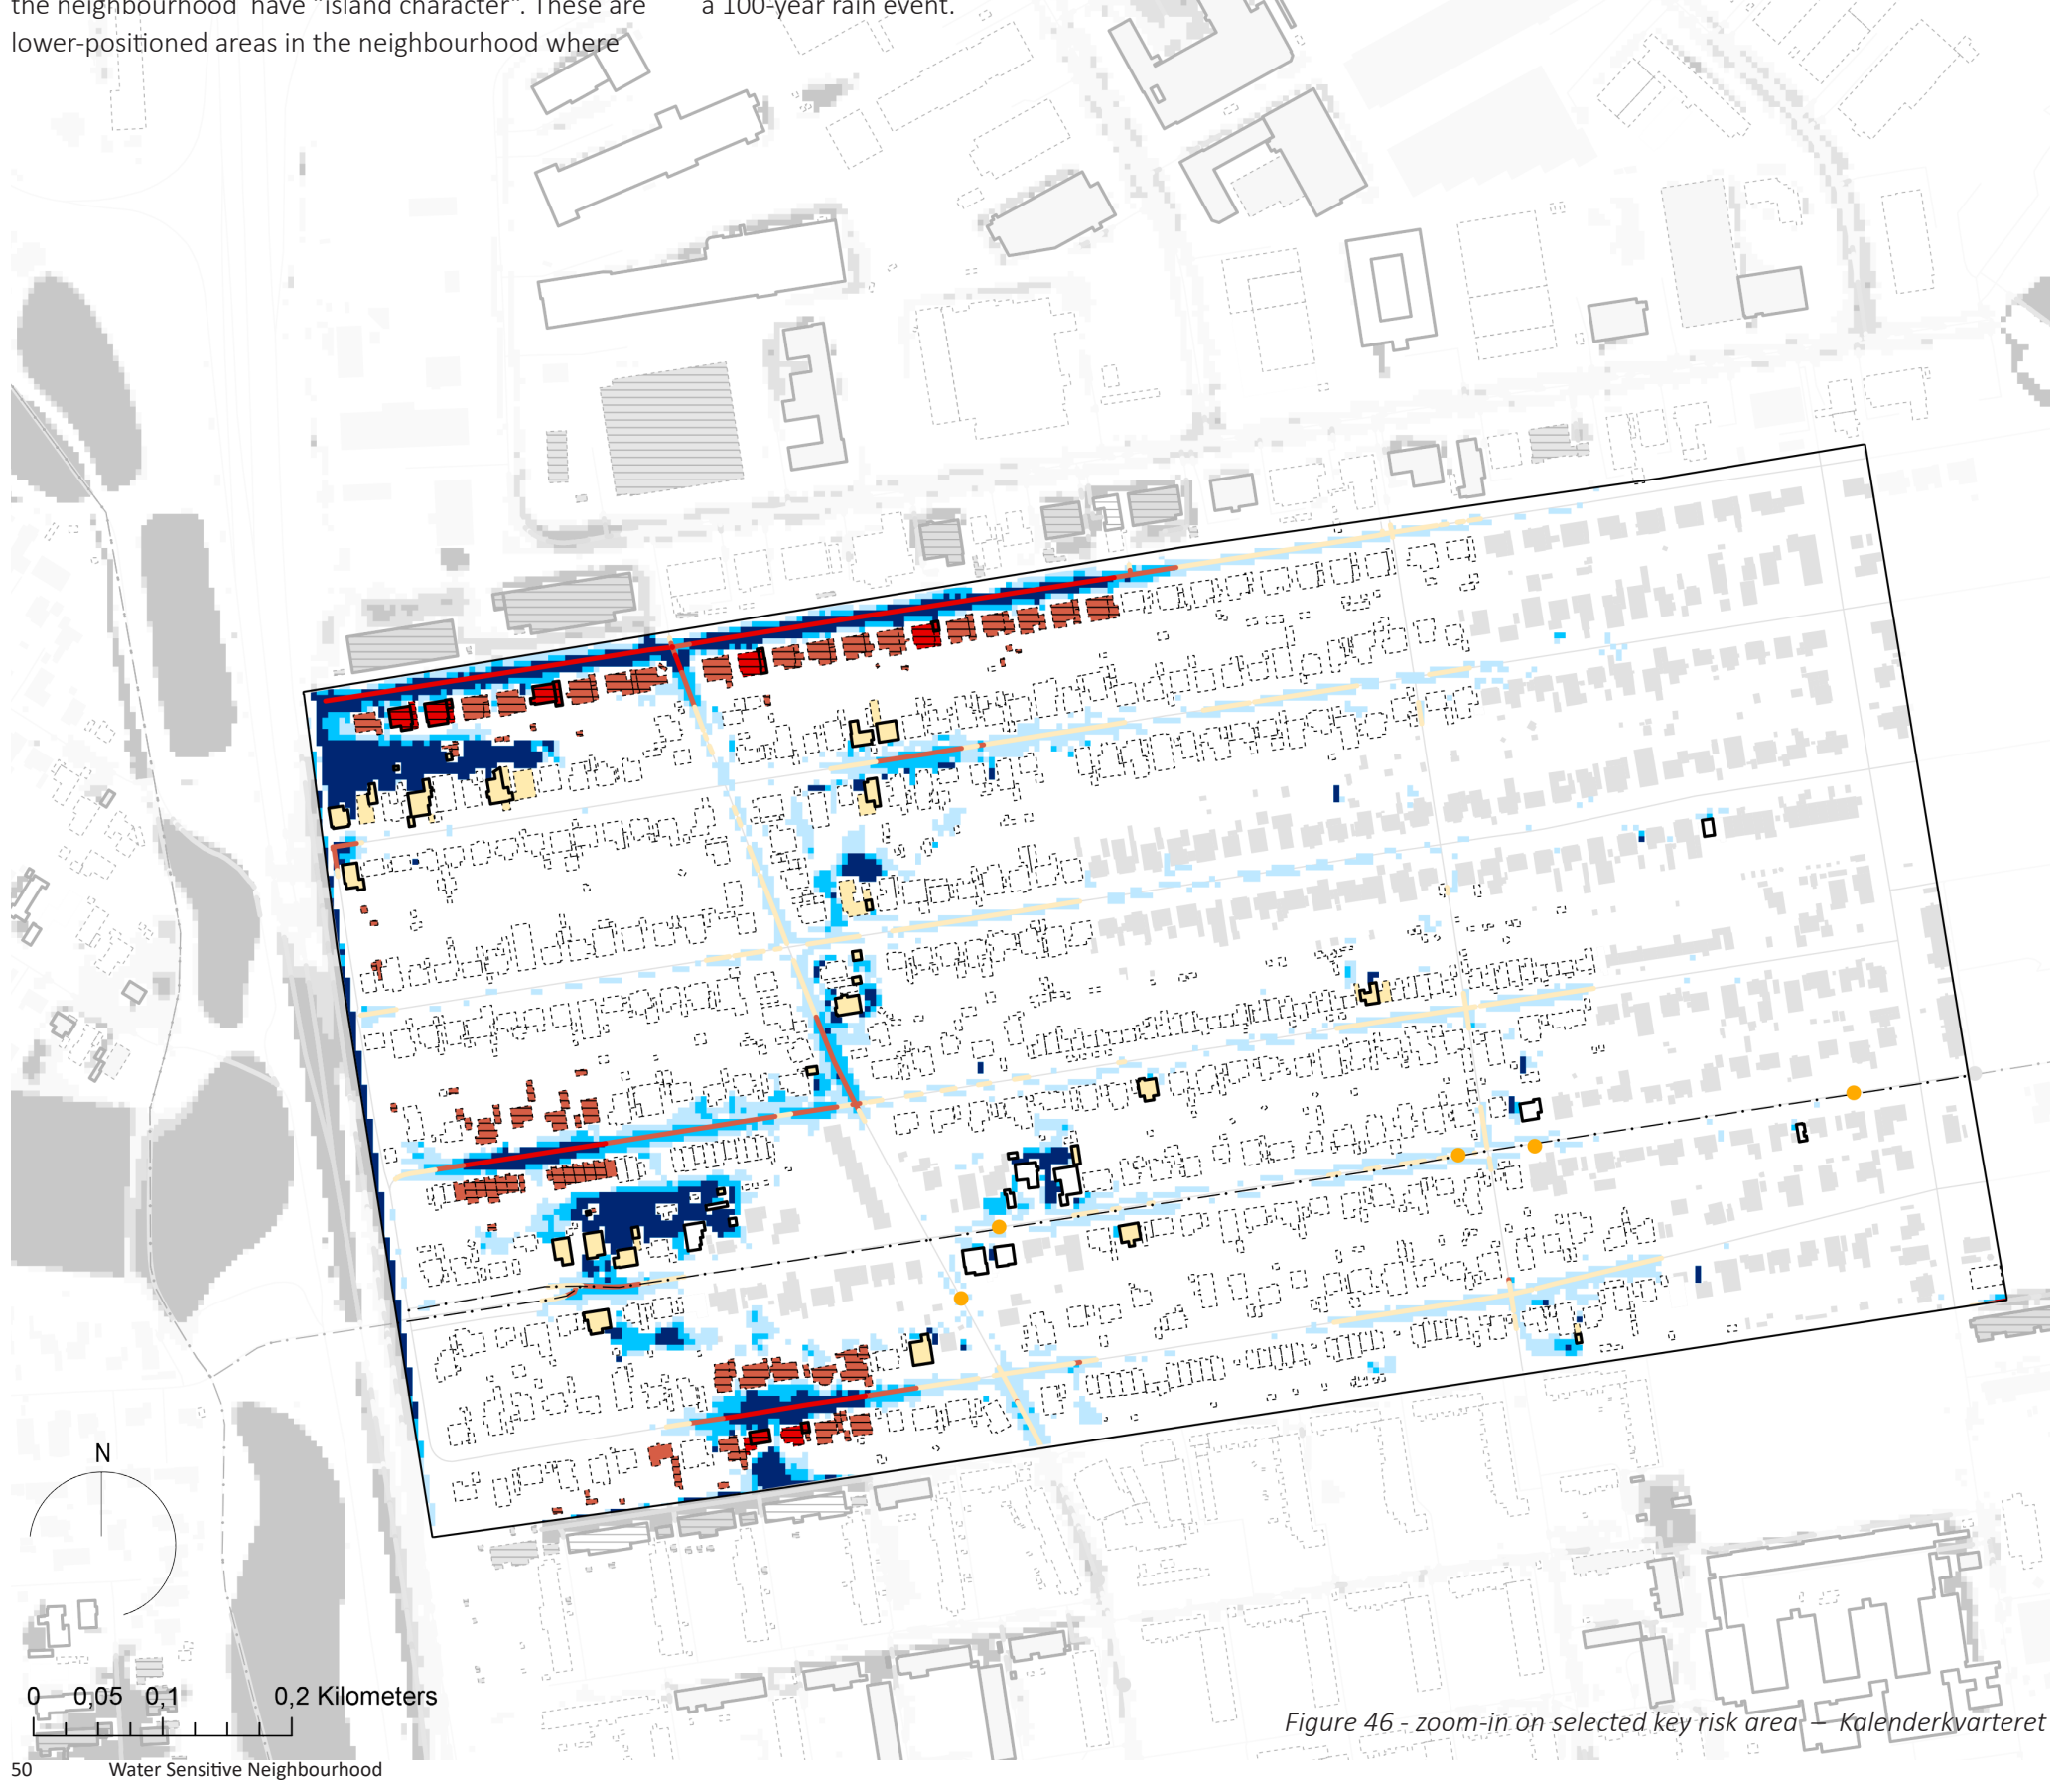 the neighbourhood  have "island character". These are
lower-positioned areas in the neighbourhood where
a 100-year rain event.
N
0 0,05 0,1 0,2 Kilometers
Figure 46 - zoom-in on selected key risk area – Kalenderkvarteret
50 Water Sensitive Neighbourhood